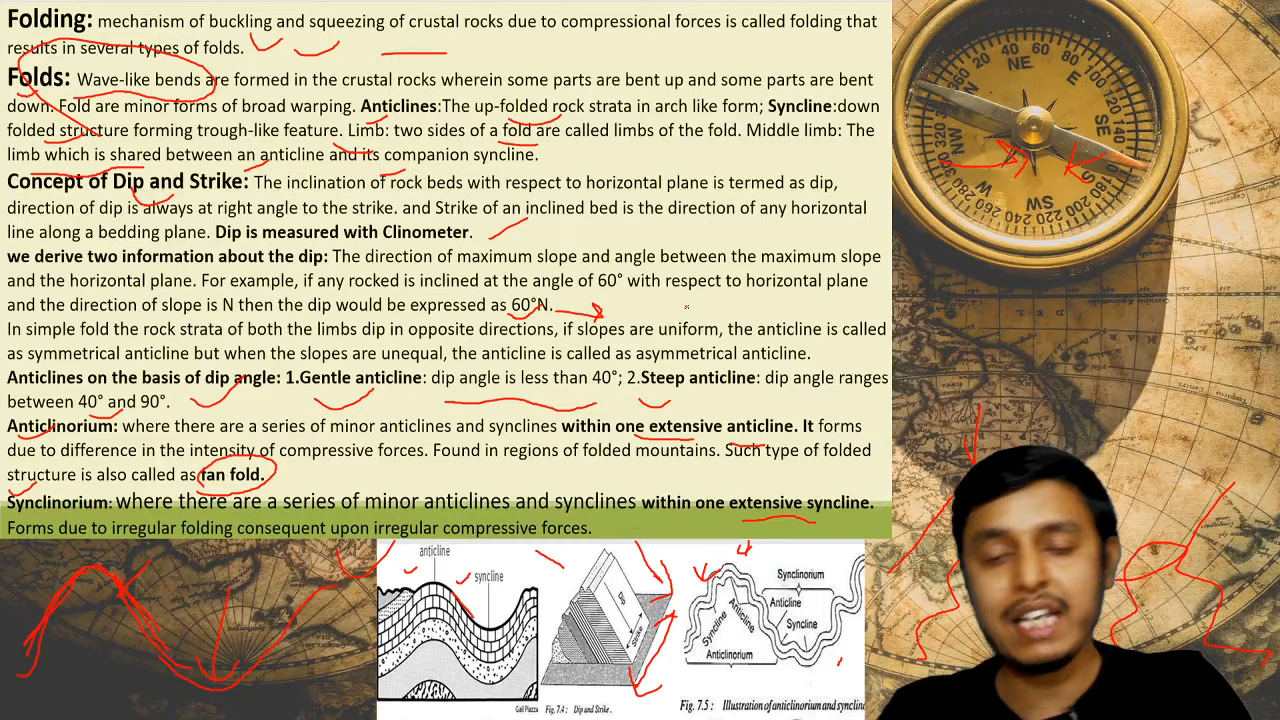 Folding: mechanism of buckling and squeezing of crustal rocks due to compressional forces is called folding that
results in several types of folds.
Folds: Wave-like bends are formed in the crustal rocks wherein some parts are bent up and some parts are bent
down. Fold are minor forms of broad warping. Anticlines:The up-folded rock strata in arch like form; Syncline:down
folded structure forming trough-like feature. Limb: two sides of a fold are called limbs of the fold. Middle limb: The
limb which is shared between an anticline and its companion syncline.
Concept of Dip and Strike: The inclination of rock beds with respect to horizontal plane is termed as dip,
direction of dip is always at right angle to the strike. and Strike of an inclined bed is the direction of any horizontal
line along a bedding plane. Dip is measured with Clinometer.
we derive two information about the dip: The direction of maximum slope and angle between the maximum slope
and the horizontal plane. For example, if any rocked is inclined at the angle of 60° with respect to horizontal plane
and the direction of slope is N then the dip would be expressed as 60°N.
In simple fold the rock strata of both the limbs dip in opposite directions, if slopes are uniform, the anticline is called
as symmetrical anticline but when the slopes are unequal, the anticline is called as asymmetrical anticline.
Anticlines on the basis of dip angle: 1.Gentle anticline: dip angle is less than 40°; 2.Steep anticline: dip angle ranges
between 40° and 90°.
Anticlinorium: where there are a series of minor anticlines and synclines within one extensive anticline. It forms
due to difference in the intensity of compressive forces. Found in regions of folded mountains. Such type of folded
structure is also called as fan fold.
Synclinorium: where there are a series of minor anticlines and synclines within one extensive syncline.
Forms due to irregular folding consequent upon irregular compressive forces.
anticline
syncline
Gail Piazza
Dip
Strike
Fig. 7.4 : Dip and Strike.
Synclinorium
Anticline
Syncline
Syncline
Anticline
Anticlinorium
Fig. 7.5 : Illustration of anticlinorium and synclin
40 60 80
NE
E
SE
S
SW
W
NW
N
180 200 220 240 260 280 300 320